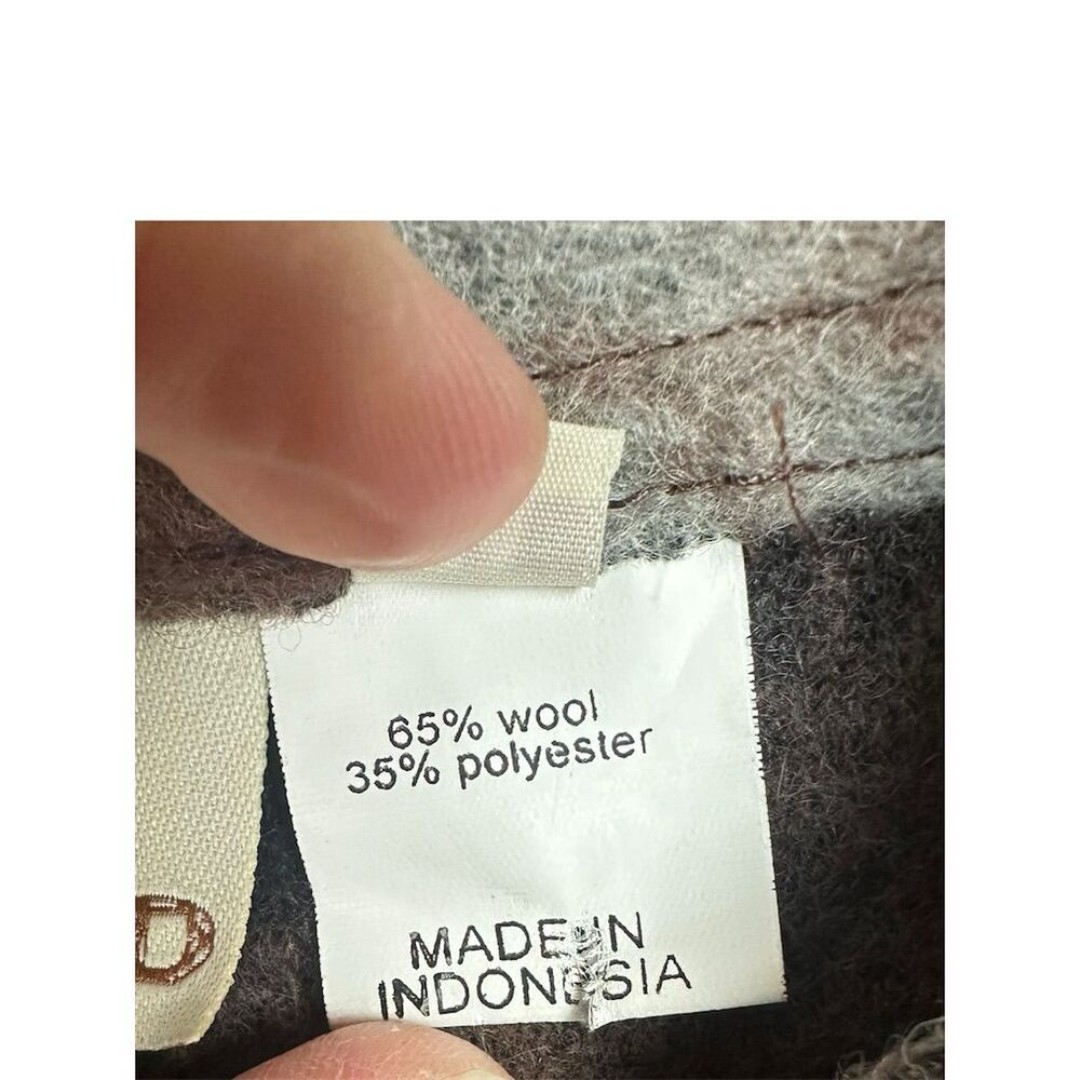 65% wool
35% polyester
MADE IN
INDONESIA